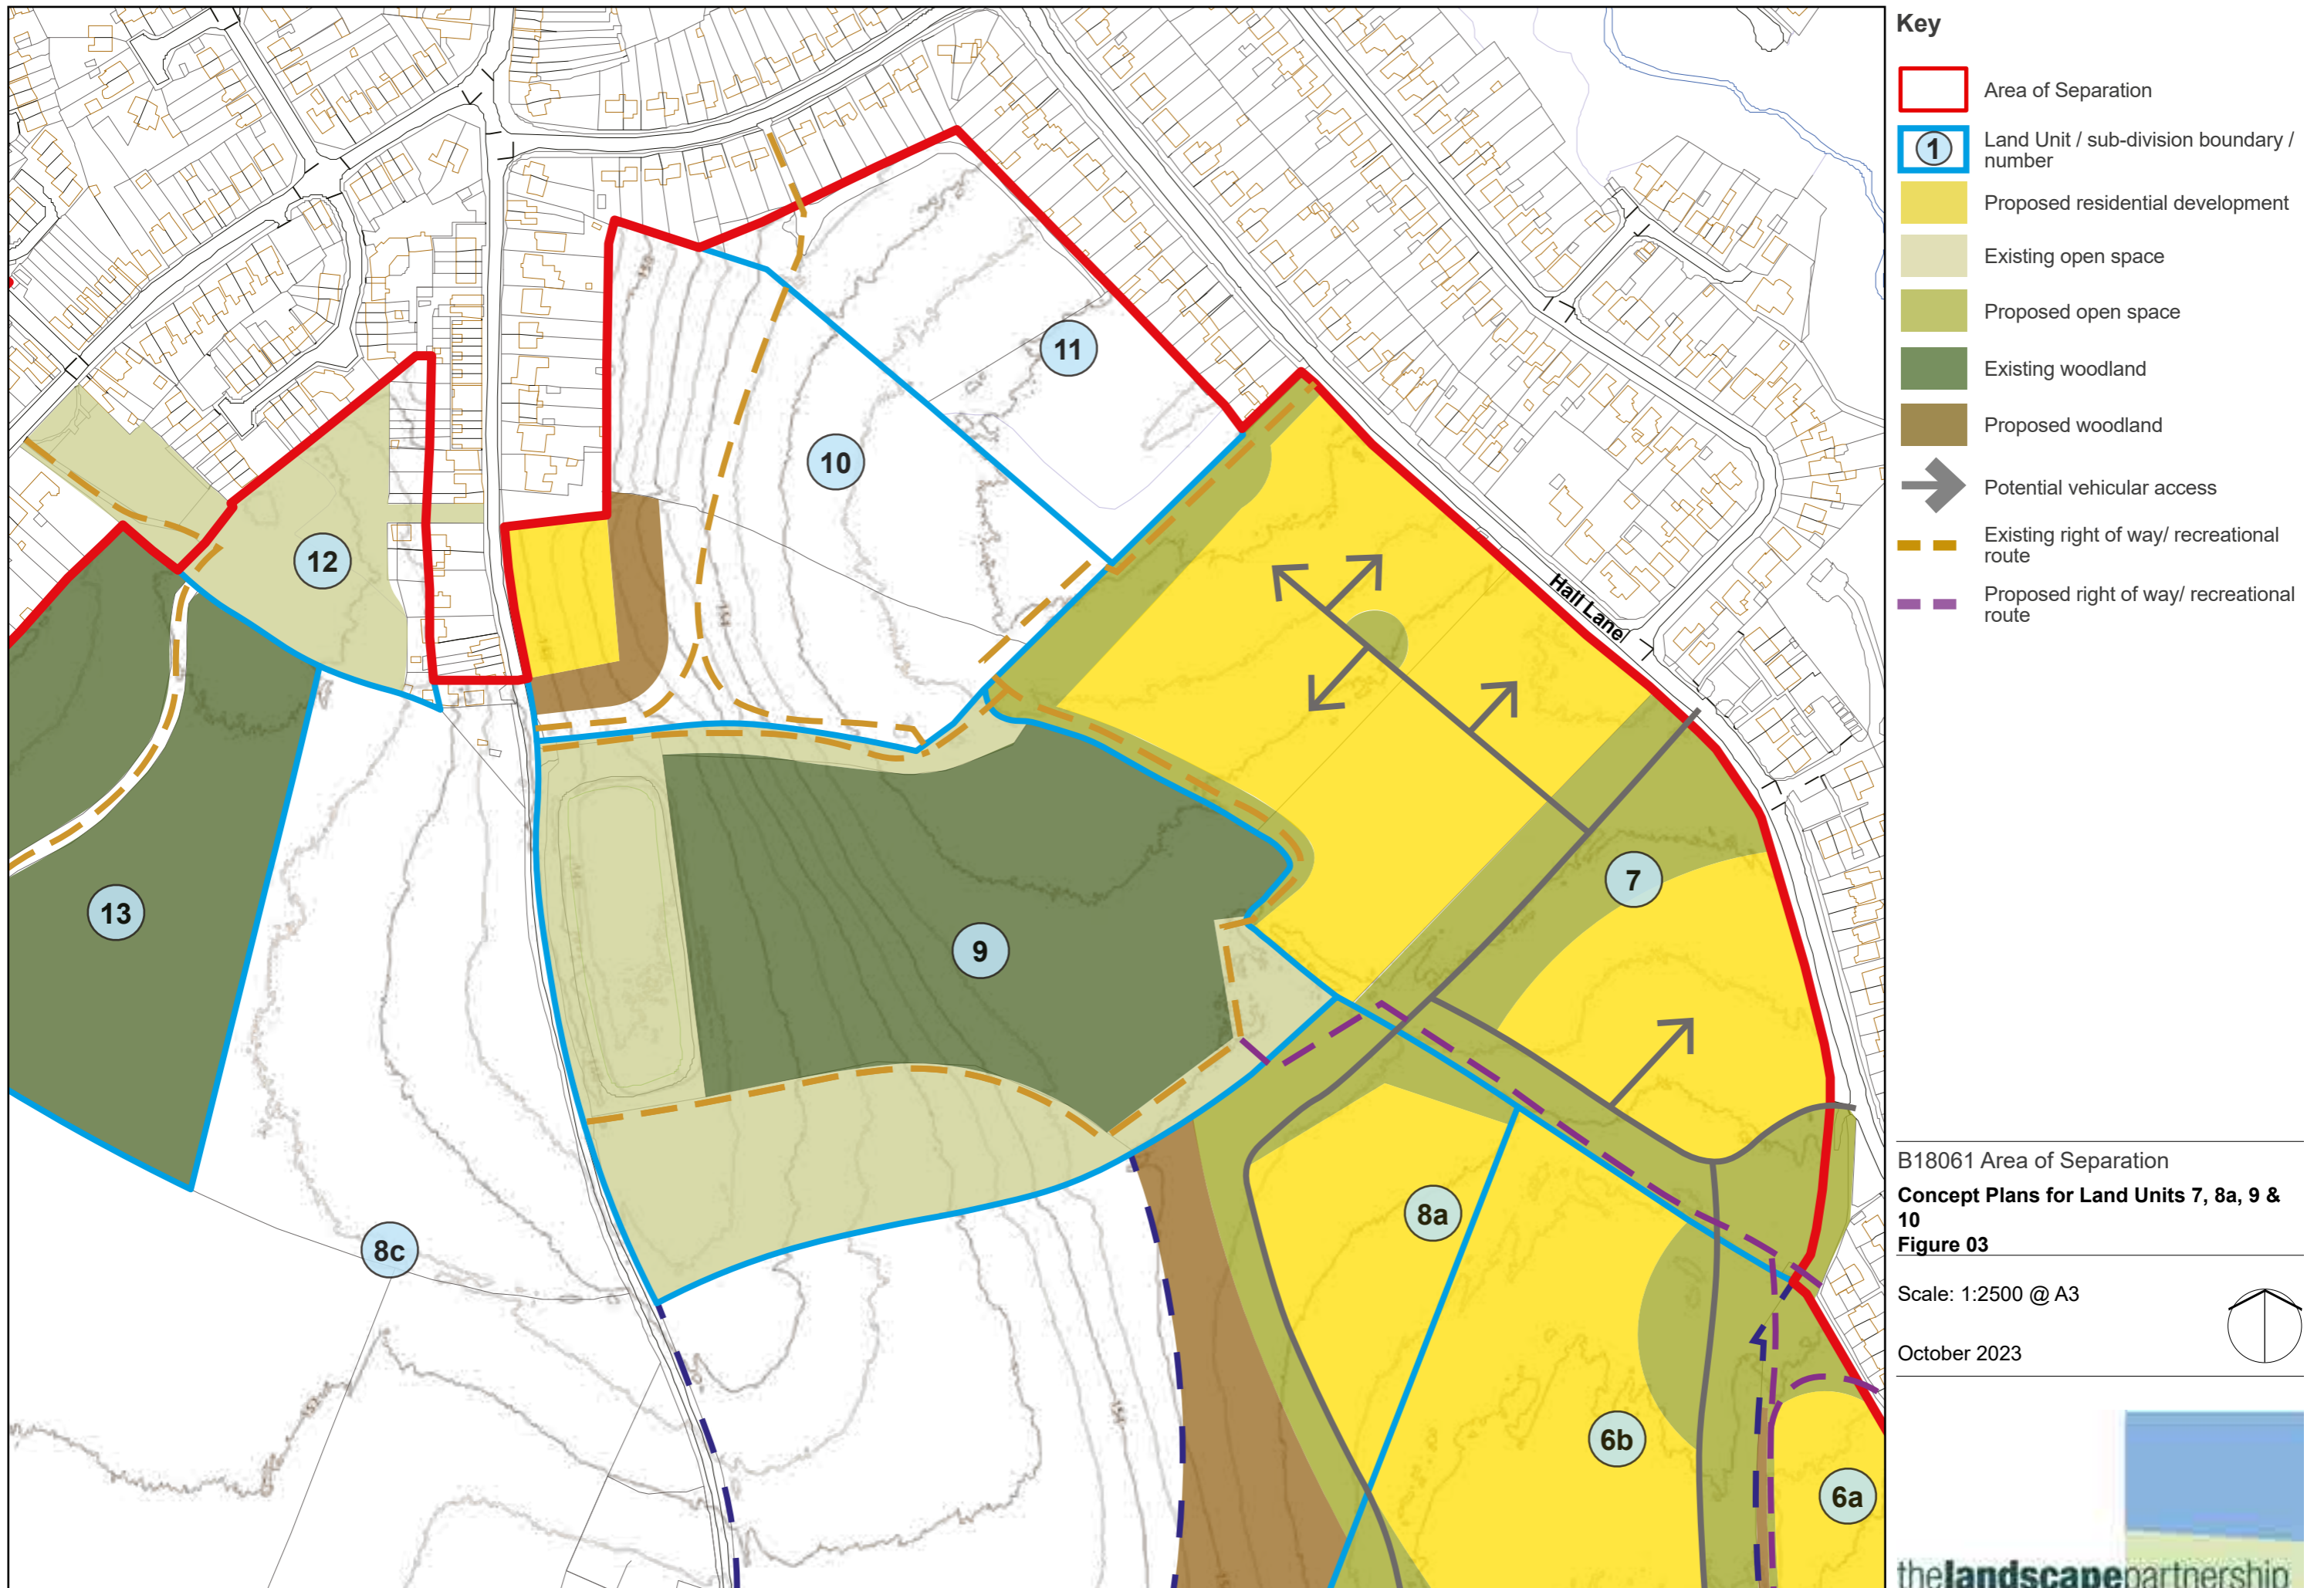 Key
Area of Separation
1
Land Unit / sub-division boundary /
number
Proposed residential development
Existing open space
Proposed open space
Existing woodland
Proposed woodland
Potential vehicular access
Existing right of way/ recreational
route
Proposed right of way/ recreational
route
11
10
12
Hall Lane
7
13
9
8a
8c
6b
6a
B18061 Area of Separation
Concept Plans for Land Units 7, 8a, 9 &
10
Figure 03
Scale: 1:2500 @ A3
October 2023
thelandscapepartnership